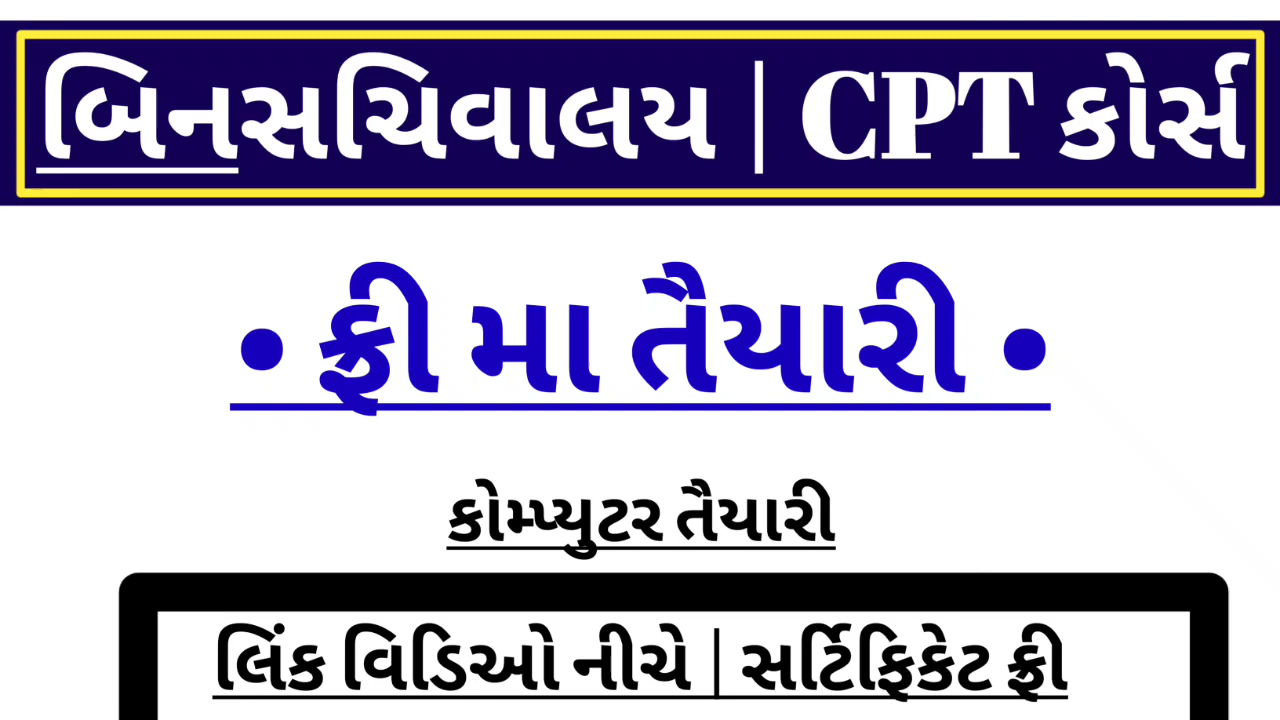 બિનસચિવાલય | CPT કોર્સ
• ફ્રી મા તૈયારી •
કોમ્પ્યુટર તૈયારી
લિંક વિડિઓ નીચે | સર્ટિફિકેટ ફ્રી